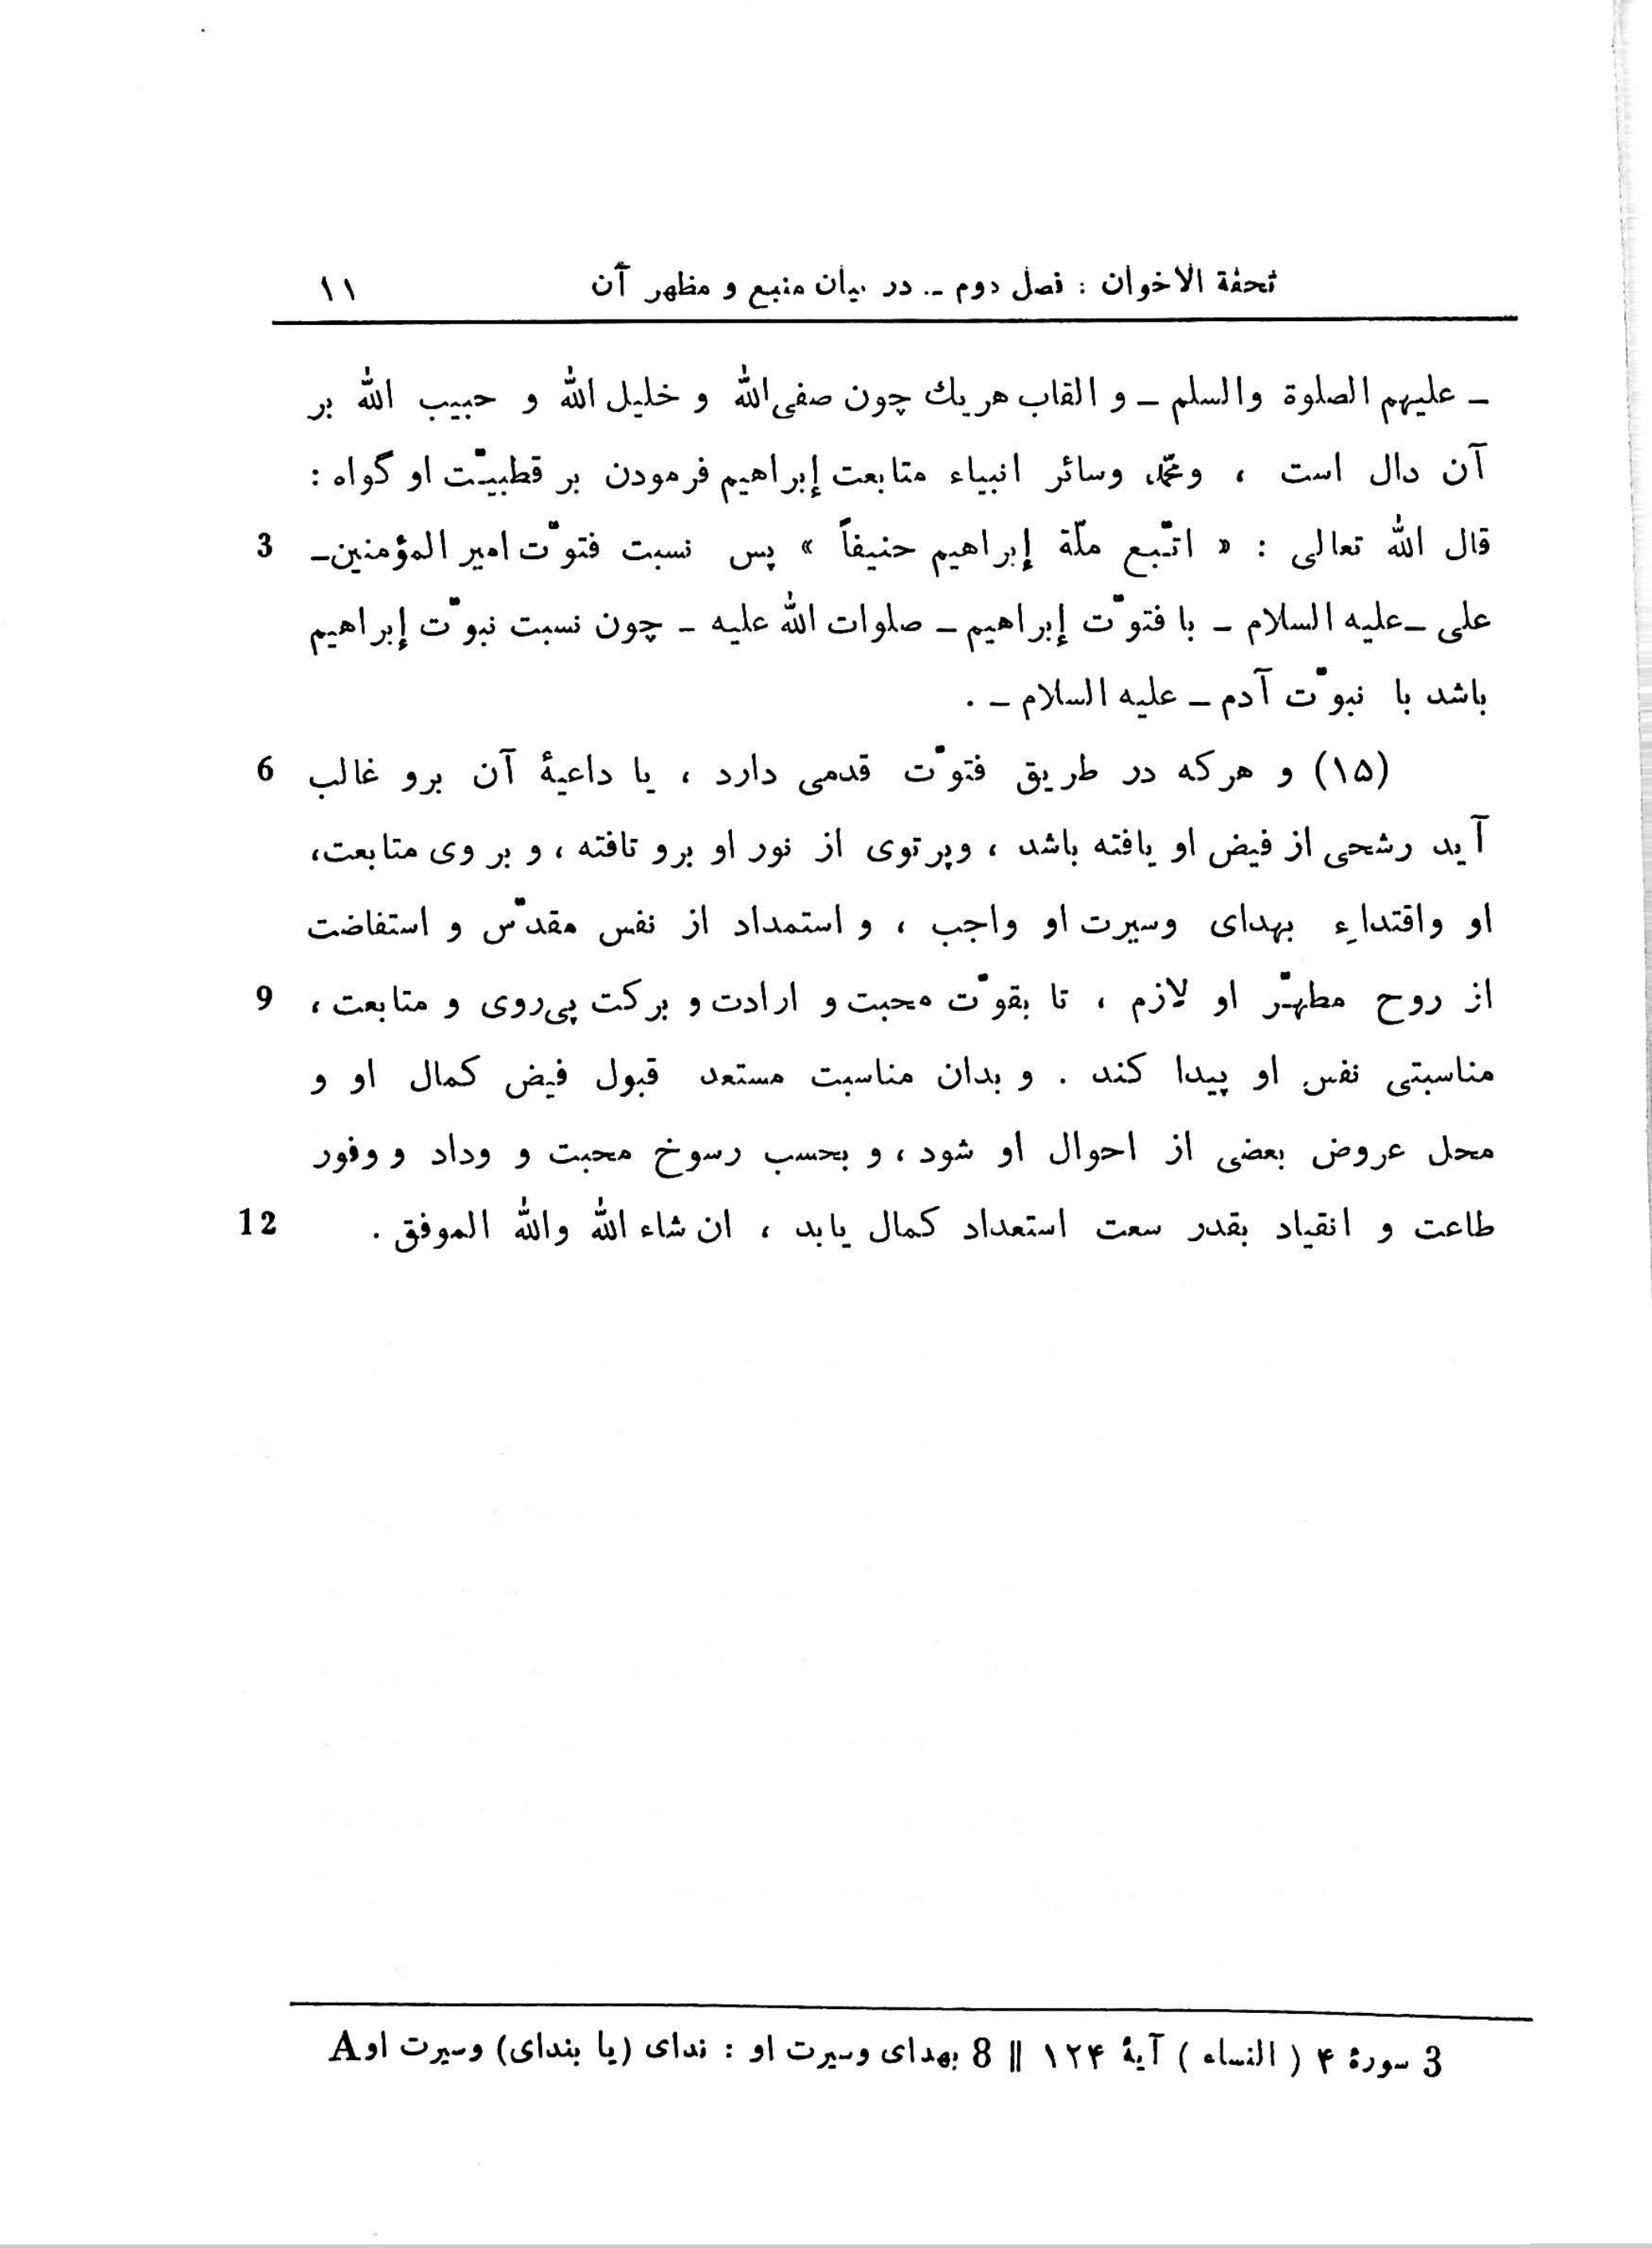 تحفة الاخوان : فصل دوم ـ در بیان منبع و مظهر آن ۱۱
ـ علیهم الصلوة والسلم ـ و القاب هریك چون صفی‌الله و خلیل الله و حبیب الله بر
آن دال است ، ومحمّد، وسائر انبیاء متابعت إبراهیم فرمودن بر قطبیّت او گواه :
قال الله تعالی : « اتّبع ملّة إبراهیم حنیفاً » پس نسبت فتوّت امیر المؤمنین ـ 3
علی ـ علیه السلام ـ با فتوّت إبراهیم ـ صلوات الله علیه ـ چون نسبت نبوّت إبراهیم
باشد با نبوّت آدم ـ علیه السلام ـ .
(۱۵) و هرکه در طریق فتوّت قدمی دارد ، یا داعیهٔ آن برو غالب 6
آید رشحی از فیض او یافته باشد ، وپرتوی از نور او برو تافته ، و بر وی متابعت،
او واقتداءِ بهدای وسیرت او واجب ، و استمداد از نفس مقدّس و استفاضت
از روح مطهّر او لازم ، تا بقوّت محبت و ارادت و برکت پی‌روی و متابعت ، 9
مناسبتی نفس او پیدا کند . و بدان مناسبت مستعد قبول فیض کمال او و
محل عروض بعضی از احوال او شود ، و بحسب رسوخ محبت و وداد و وفور
طاعت و انقیاد بقدر سعت استعداد کمال یابد ، ان شاء الله والله الموفق . 12
3 سورهٔ ۴ ( النساء ) آیهٔ ۱۲۴ || 8 بهدای وسیرت او : ندای (یا بندای) وسیرت او A